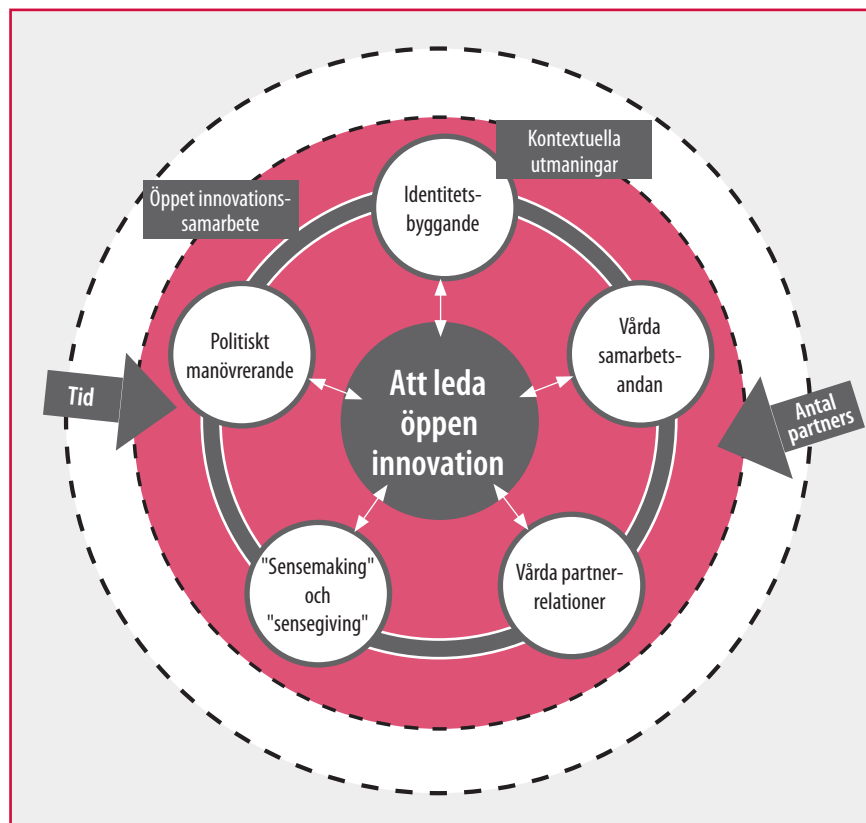 Kontextuella
utmaningar
Öppet innovations-
samarbete
Identitets-
byggande
Politiskt
manövrerande
Vårda
samarbets-
andan
Tid
Att leda
öppen
innovation
Antal
partners
"Sensemaking"
och
"sensegiving"
Vårda partner-
relationer